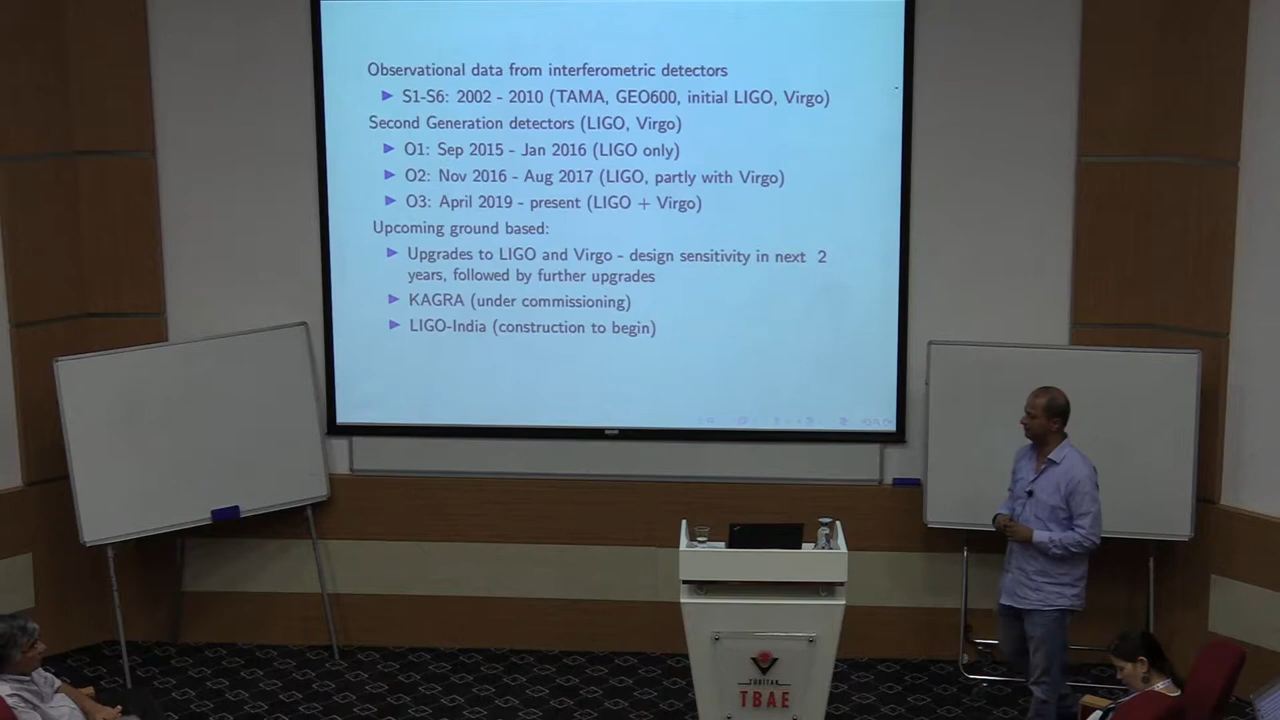 Observational data from interferometric detectors
S1-S6: 2002 - 2010 (TAMA, GEO600, initial LIGO, Virgo)
Second Generation detectors (LIGO, Virgo)
O1: Sep 2015 - Jan 2016 (LIGO only)
O2: Nov 2016 - Aug 2017 (LIGO, partly with Virgo)
O3: April 2019 - present (LIGO + Virgo)
Upcoming ground based:
Upgrades to LIGO and Virgo - design sensitivity in next 2
years, followed by further upgrades
KAGRA (under commissioning)
LIGO-India (construction to begin)
TÜBİTAK
TBAE